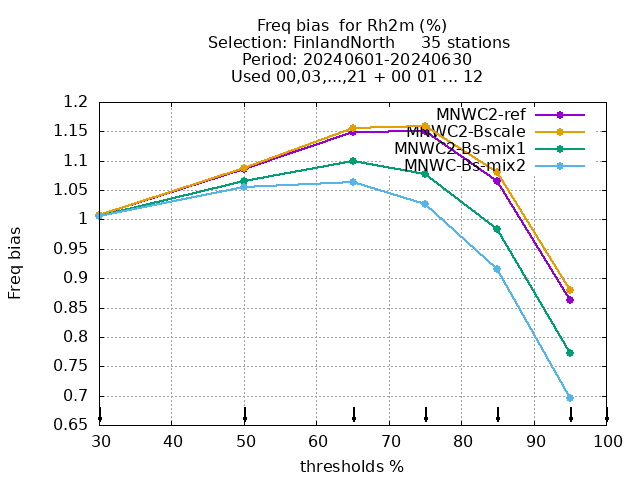 Freq bias  for Rh2m (%)
Selection: FinlandNorth     35 stations
Period: 20240601-20240630
Used 00,03,...,21 + 00 01 ... 12
MNWC2-ref
MNWC2-Bscale
MNWC2-Bs-mix1
MNWC-Bs-mix2
1.2
1.15
1.1
1.05
1
0.95
0.9
0.85
0.8
0.75
0.7
0.65
Freq bias
30 40 50 60 70 80 90 100
thresholds %